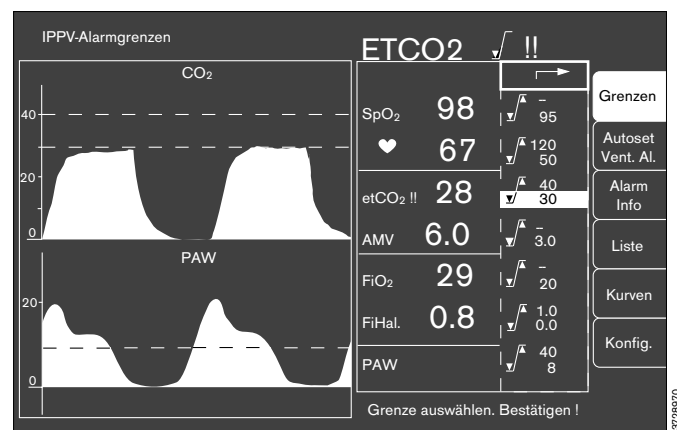 IPPV-Alarmgrenzen
ETCO2 !!
CO2
40
20
0
PAW
20
0
SpO2 98 – 95
67 120 50
etCO2 !! 28 40 30
AMV 6.0 – 3.0
FiO2 29 – 20
FiHal. 0.8 1.0 0.0
PAW 40 8
Grenze auswählen. Bestätigen !
Grenzen
Autoset
Vent. Al.
Alarm
Info
Liste
Kurven
Konfig.
3728970